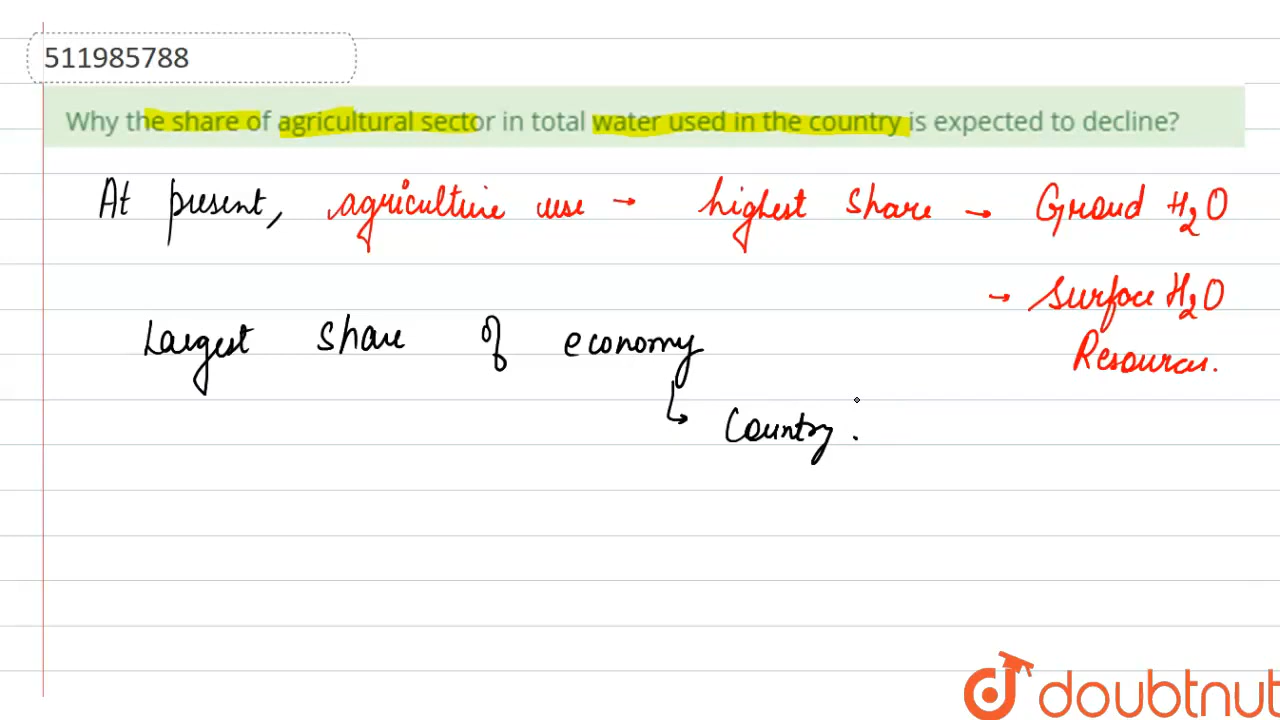 511985788
Why the share of agricultural sector in total water used in the country is expected to decline?
At present, agriculture use → highest share → Groud H2O
→ Surface H2O
Largest share of economy Resources.
↳ Country.
doubtnut